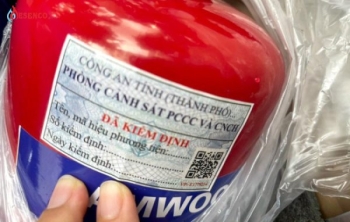 CÔNG AN TỈNH (THÀNH PHỐ)
PHÒNG CẢNH SÁT PCCC VÀ CNCH
ĐÃ KIỂM ĐỊNH
Tên, mã hiệu phương tiện:
Số kiểm định:
Ngày kiểm định: